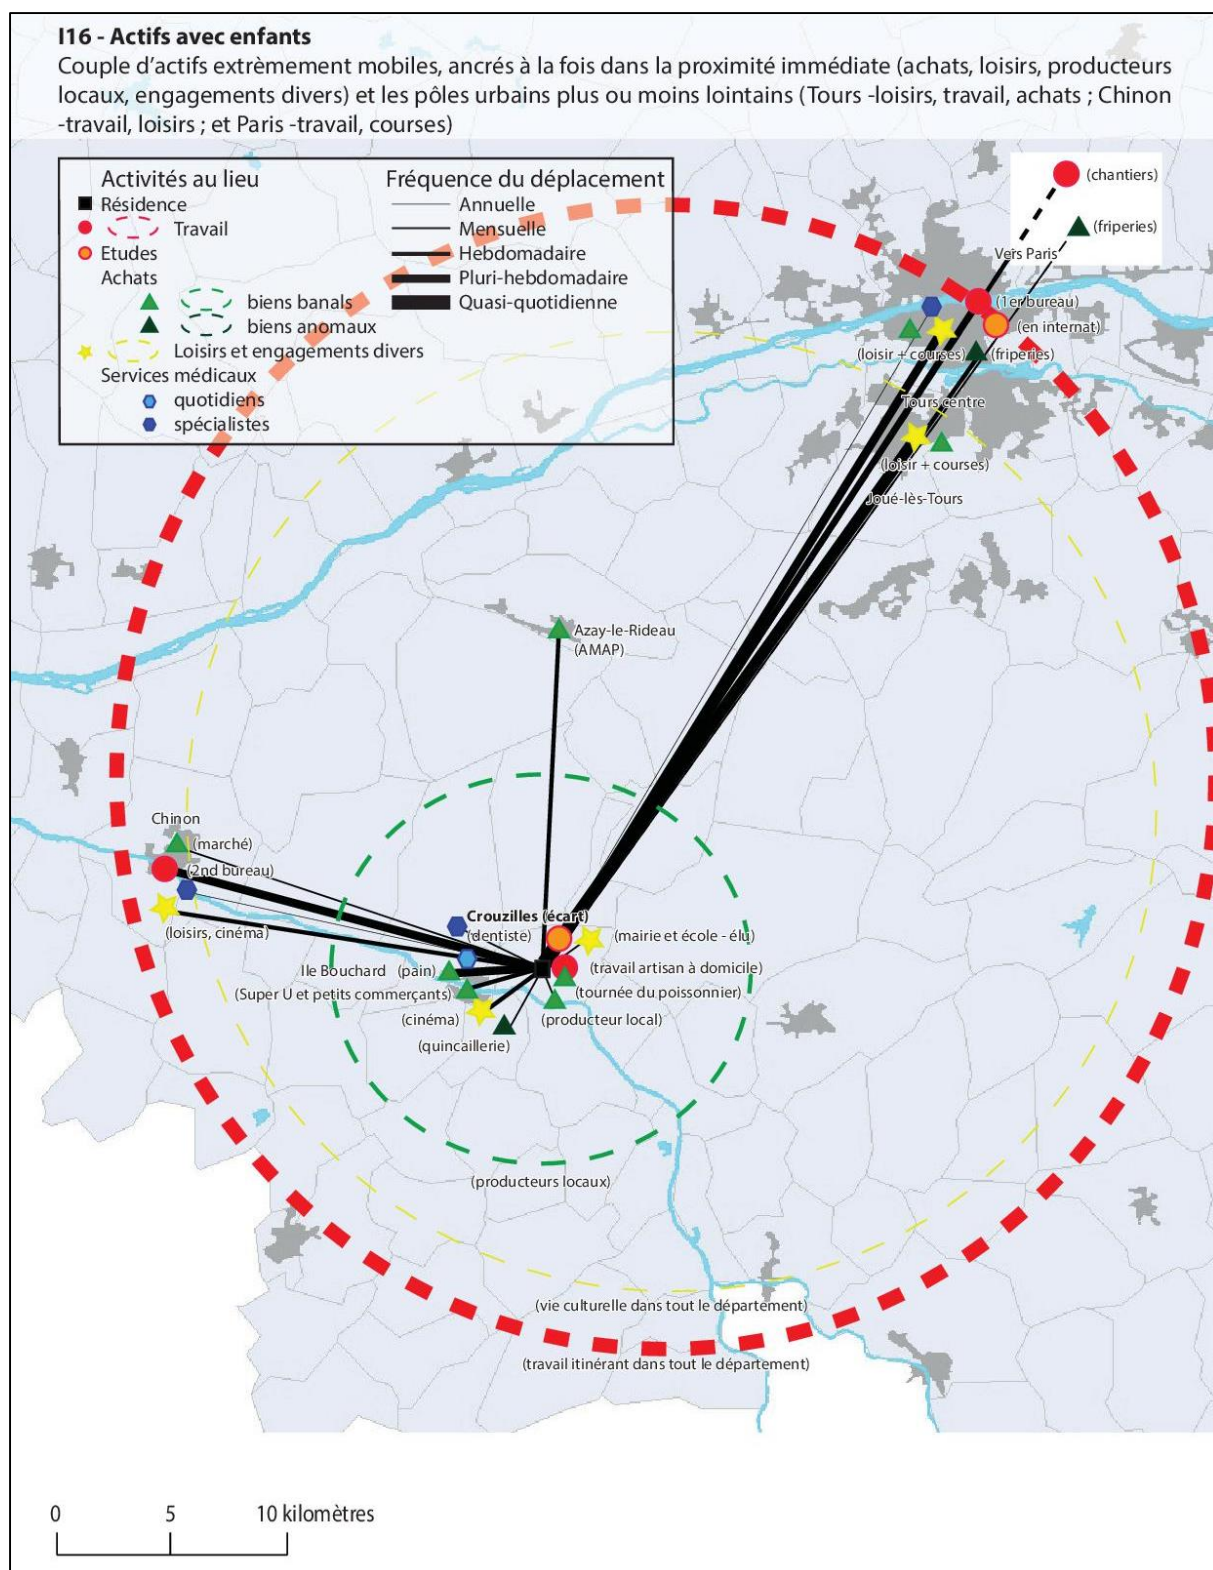 I16 - Actifs avec enfants
Couple d'actifs extrèmement mobiles, ancrés à la fois dans la proximité immédiate (achats, loisirs, producteurs
locaux, engagements divers) et les pôles urbains plus ou moins lointains (Tours -loisirs, travail, achats ; Chinon
-travail, loisirs ; et Paris -travail, courses)
Activités au lieu
Résidence
Travail
Etudes
Achats
biens banals
biens anomaux
Loisirs et engagements divers
Services médicaux
quotidiens
spécialistes
Fréquence du déplacement
Annuelle
Mensuelle
Hebdomadaire
Pluri-hebdomadaire
Quasi-quotidienne
(chantiers)
(friperies)
Vers Paris
(1er bureau)
(en internat)
(loisir + courses)
(friperies)
Tours centre
(loisir + courses)
Joué-lès-Tours
Azay-le-Rideau
(AMAP)
Chinon
(marché)
(2nd bureau)
(loisirs, cinéma)
Crouzilles (écart)
(dentiste)
(mairie et école - élu)
Ile Bouchard (pain)
(travail artisan à domicile)
(Super U et petits commerçants)
(tournée du poissonnier)
(cinéma)
(producteur local)
(quincaillerie)
(producteurs locaux)
(vie culturelle dans tout le département)
(travail itinérant dans tout le département)
0 5 10 kilomètres